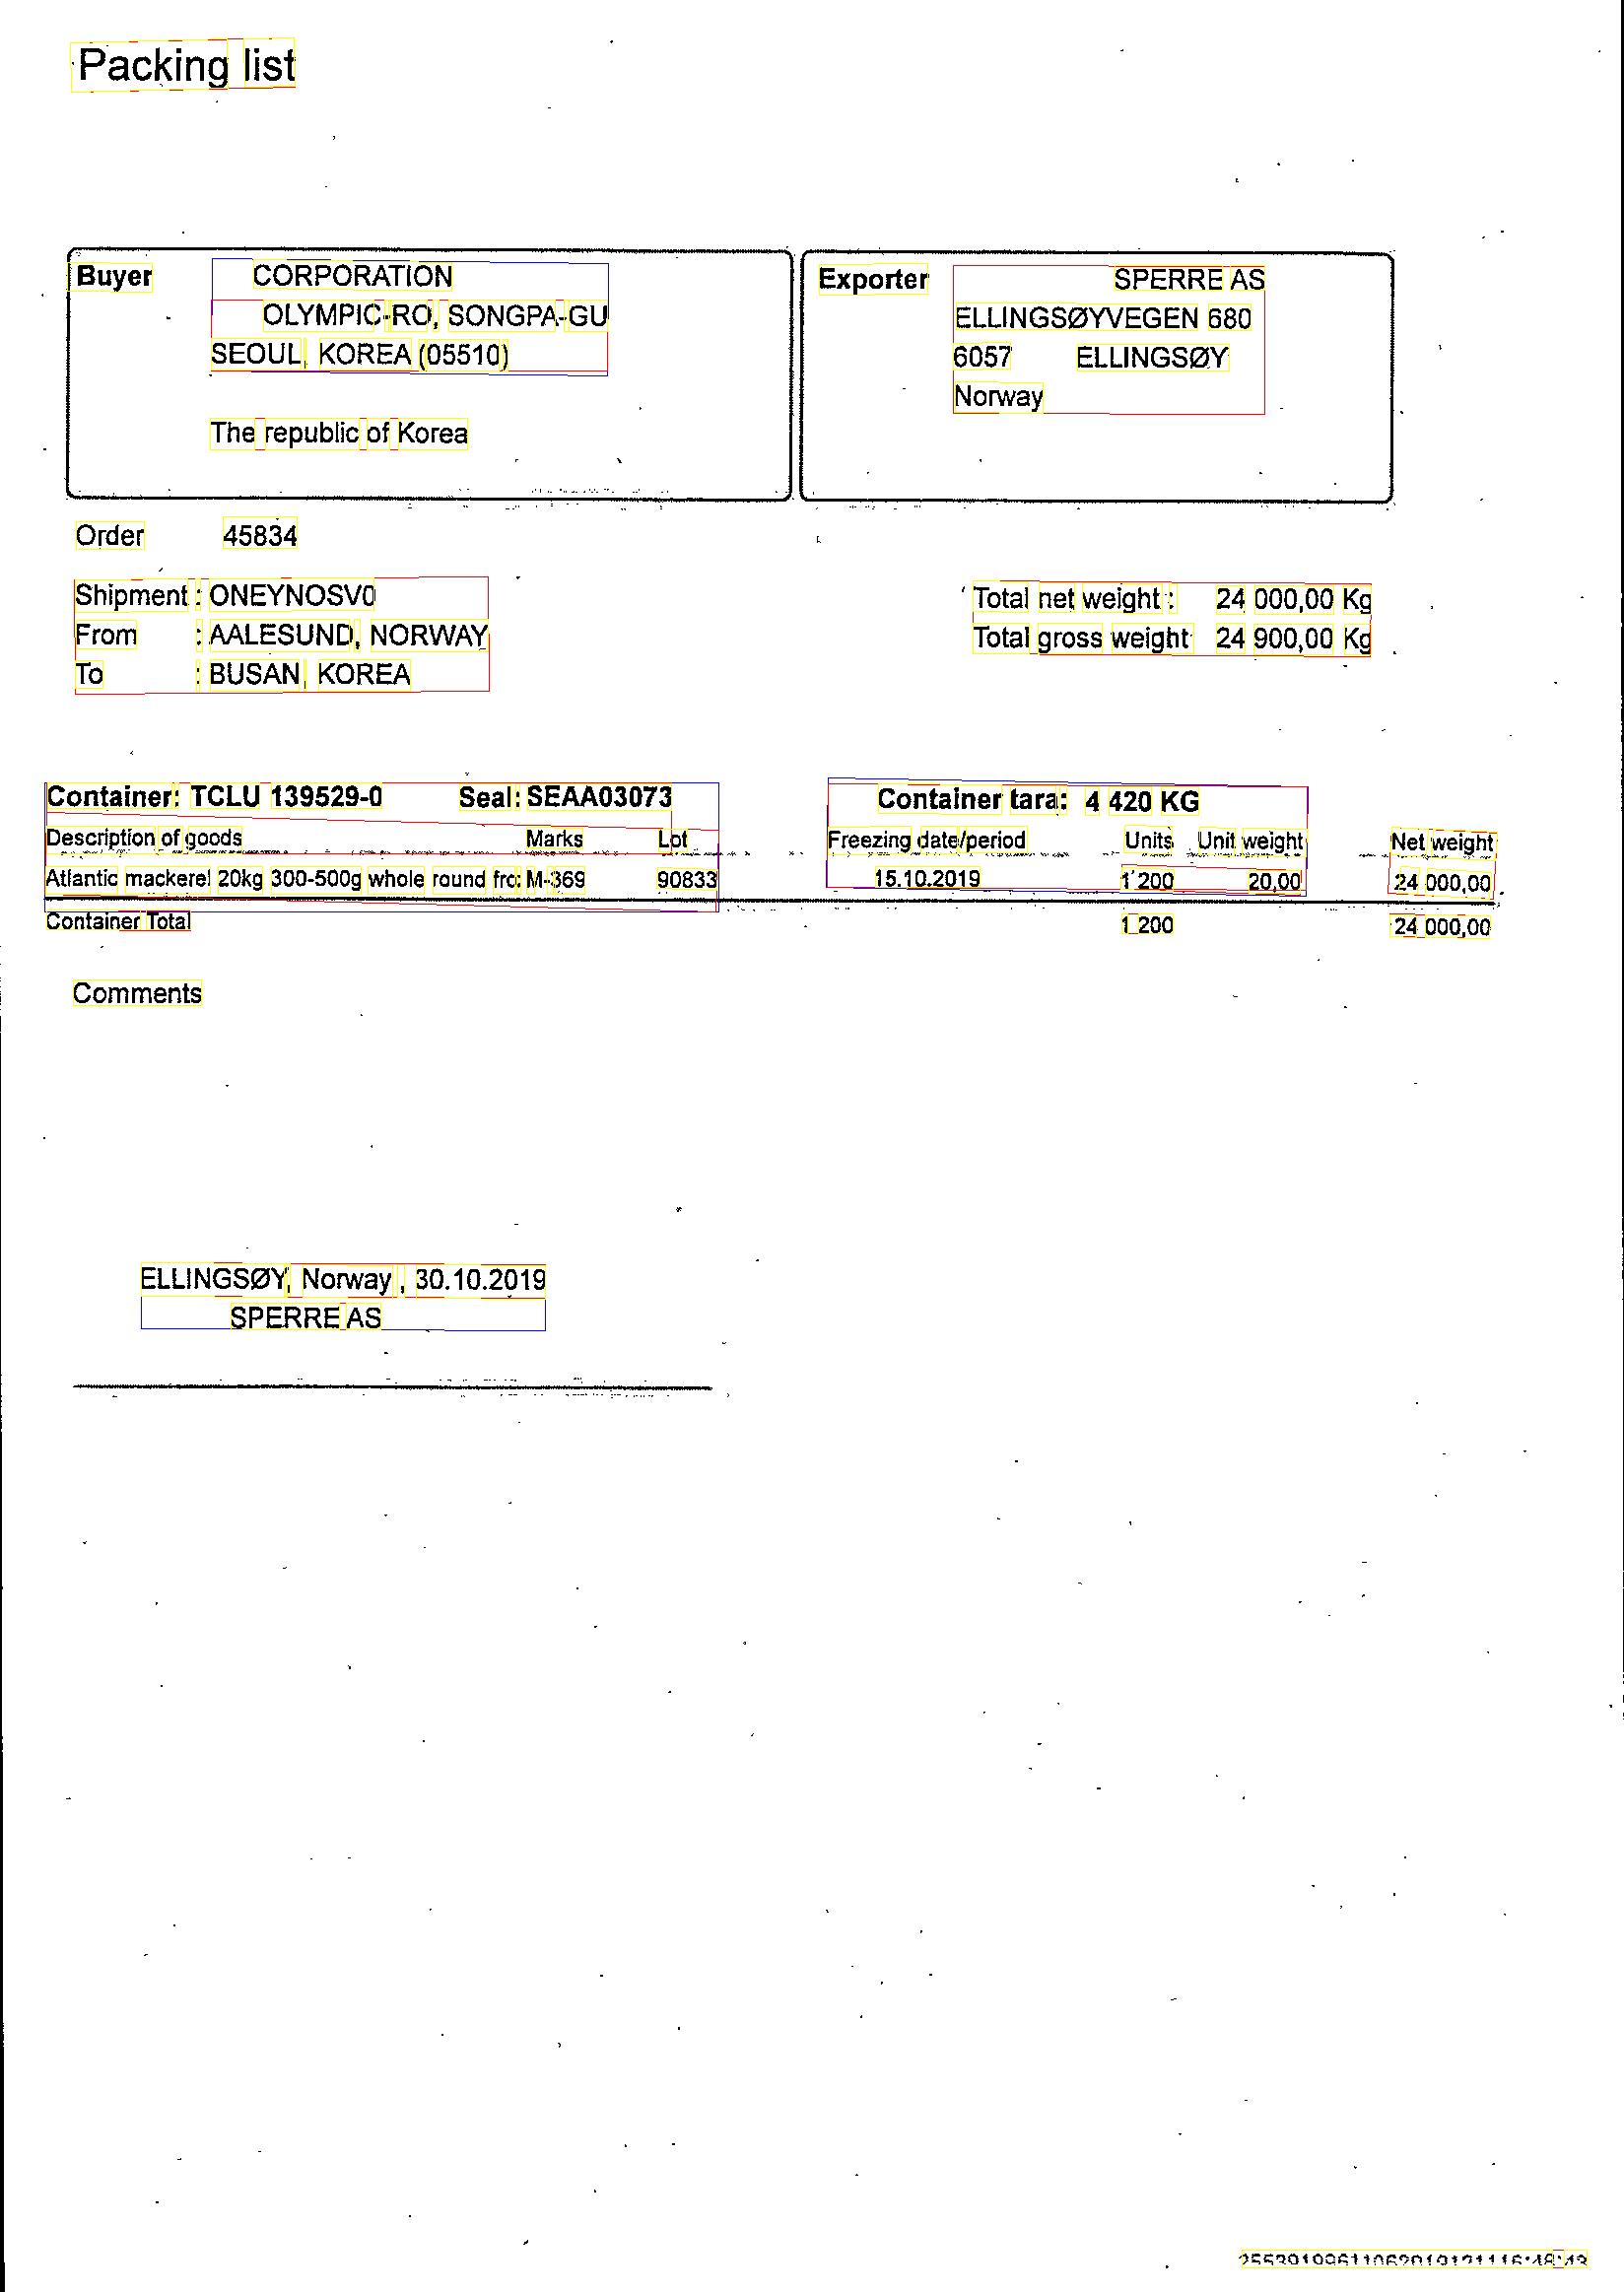 Packing list
Buyer CORPORATION
OLYMPIC-RO, SONGPA-GU
SEOUL, KOREA (05510)
The republic of Korea
Exporter SPERRE AS
ELLINGSØYVEGEN 680
6057 ELLINGSØY
Norway
Order 45834
Shipment : ONEYNOSV0
From : AALESUND, NORWAY
To : BUSAN, KOREA
Total net weight : 24 000,00 Kg
Total gross weight 24 900,00 Kg
Container: TCLU 139529-0 Seal: SEAA03073 Container tara: 4 420 KG
Description of goods Marks Lot Freezing date/period Units Unit weight Net weight
Atlantic mackerel 20kg 300-500g whole round fro: M-369 90833 15.10.2019 1 200 20,00 24 000,00
Container Total 1 200 24 000,00
Comments
ELLINGSØY, Norway , 30.10.2019
SPERRE AS